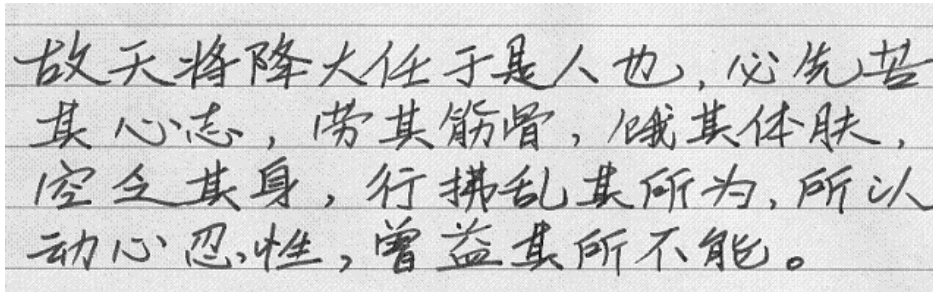 故天将降大任于是人也,必先苦
其心志,劳其筋骨,饿其体肤,
空乏其身,行拂乱其所为,所以
动心忍性,曾益其所不能。